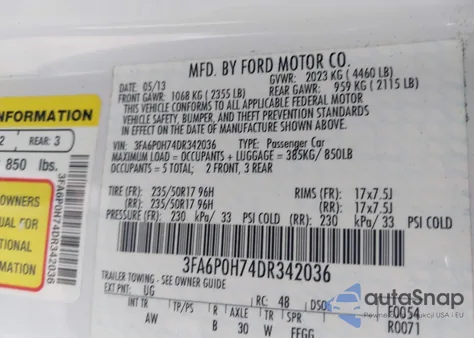 MFD. BY FORD MOTOR CO.
DATE: 05/13
GVWR: 2023 KG ( 4460 LB)
FRONT GAWR: 1068 KG ( 2355 LB)
REAR GAWR: 959 KG ( 2115 LB)
THIS VEHICLE CONFORMS TO ALL APPLICABLE FEDERAL MOTOR
VEHICLE SAFETY, BUMPER, AND THEFT PREVENTION STANDARDS
IN EFFECT ON THE DATE OF MANUFACTURE SHOWN ABOVE.
VIN: 3FA6P0H74DR342036 TYPE: Passenger Car
MAXIMUM LOAD = OCCUPANTS + LUGGAGE = 385KG/ 850LB
OCCUPANTS = 5 TOTAL; 2 FRONT, 3 REAR
TIRE (FR): 235/50R17 96H RIMS (FR): 17x7.5J
(RR): 235/50R17 96H (RR): 17x7.5J
PRESSURE (FR): 230 kPa/ 33 PSI COLD
(RR): 230 kPa/ 33 PSI COLD
3FA6P0H74DR342036
TRAILER TOWING - SEE OWNER GUIDE
EXT PNT: UG RC: 48 DSO: F0054
INT TR TP/PS R AXLE TR SPR R0071
AW B 30 W FFGG
NFORMATION
2 REAR: 3
850 lbs.
OWNERS
UAL FOR
TIONAL
MATION
3FA6P0H74DR342036
autoSnap